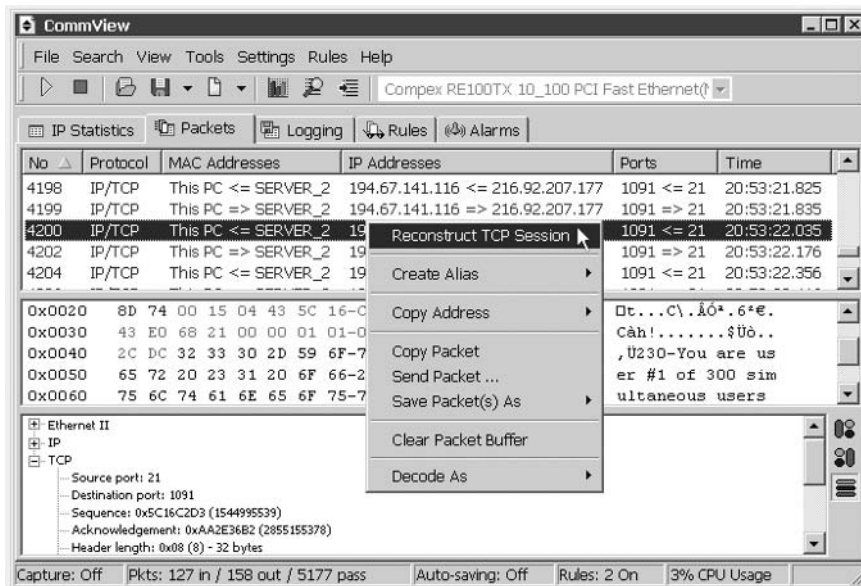 CommView
File Search View Tools Settings Rules Help
Compex RE100TX 10_100 PCI Fast Ethernet(
IP Statistics Packets Logging Rules Alarms
No Protocol MAC Addresses IP Addresses Ports Time
4198 IP/TCP This PC <= SERVER_2 194.67.141.116 <= 216.92.207.177 1091 <= 21 20:53:21.825
4199 IP/TCP This PC => SERVER_2 194.67.141.116 => 216.92.207.177 1091 => 21 20:53:21.835
4200 IP/TCP This PC <= SERVER_2 19 1091 <= 21 20:53:22.035
4202 IP/TCP This PC => SERVER_2 19 1091 => 21 20:53:22.176
4204 IP/TCP This PC <= SERVER_2 19 1091 <= 21 20:53:22.356
Reconstruct TCP Session
Create Alias
Copy Address
Copy Packet
Send Packet ...
Save Packet(s) As
Clear Packet Buffer
Decode As
0x0020 8D 74 00 15 04 43 5C 16-C □t...C\.ÅÓª.6²€.
0x0030 43 E0 68 21 00 00 01 01-0 Càh!.......$Üò..
0x0040 2C DC 32 33 30 2D 59 6F-7 ,Ü230-You are us
0x0050 65 72 20 23 31 20 6F 66-2 er #1 of 300 sim
0x0060 75 6C 74 61 6E 65 6F 75-7 ultaneous users
Ethernet II
IP
TCP
Source port: 21
Destination port: 1091
Sequence: 0x5C16C2D3 (1544995539)
Acknowledgement: 0xAA2E36B2 (2855155378)
Header length: 0x08 (8) - 32 bytes
Capture: Off Pkts: 127 in / 158 out / 5177 pass Auto-saving: Off Rules: 2 On 3% CPU Usage